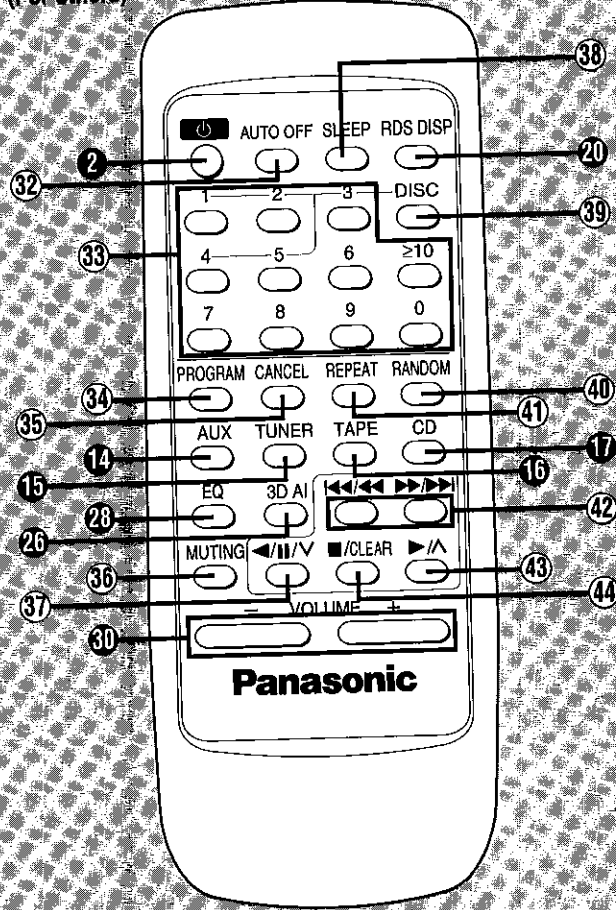 (For others)
38
⏻ AUTO OFF SLEEP RDS DISP
2 20
32
1 2 3 DISC
39
33
4 5 6 ≥10
7 8 9 0
PROGRAM CANCEL REPEAT RANDOM
34 40
35 41
AUX TUNER TAPE CD
14 17
15 16
EQ 3D AI |◀◀/◀◀ ▶▶/▶▶|
28 42
26
MUTING ◀/❚❚/∨ ■/CLEAR ▶/∧
36 43
37 44
− VOLUME +
30
Panasonic